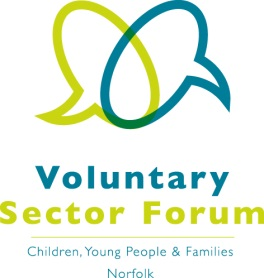 Voluntary
Sector Forum
Children, Young People & Families
Norfolk